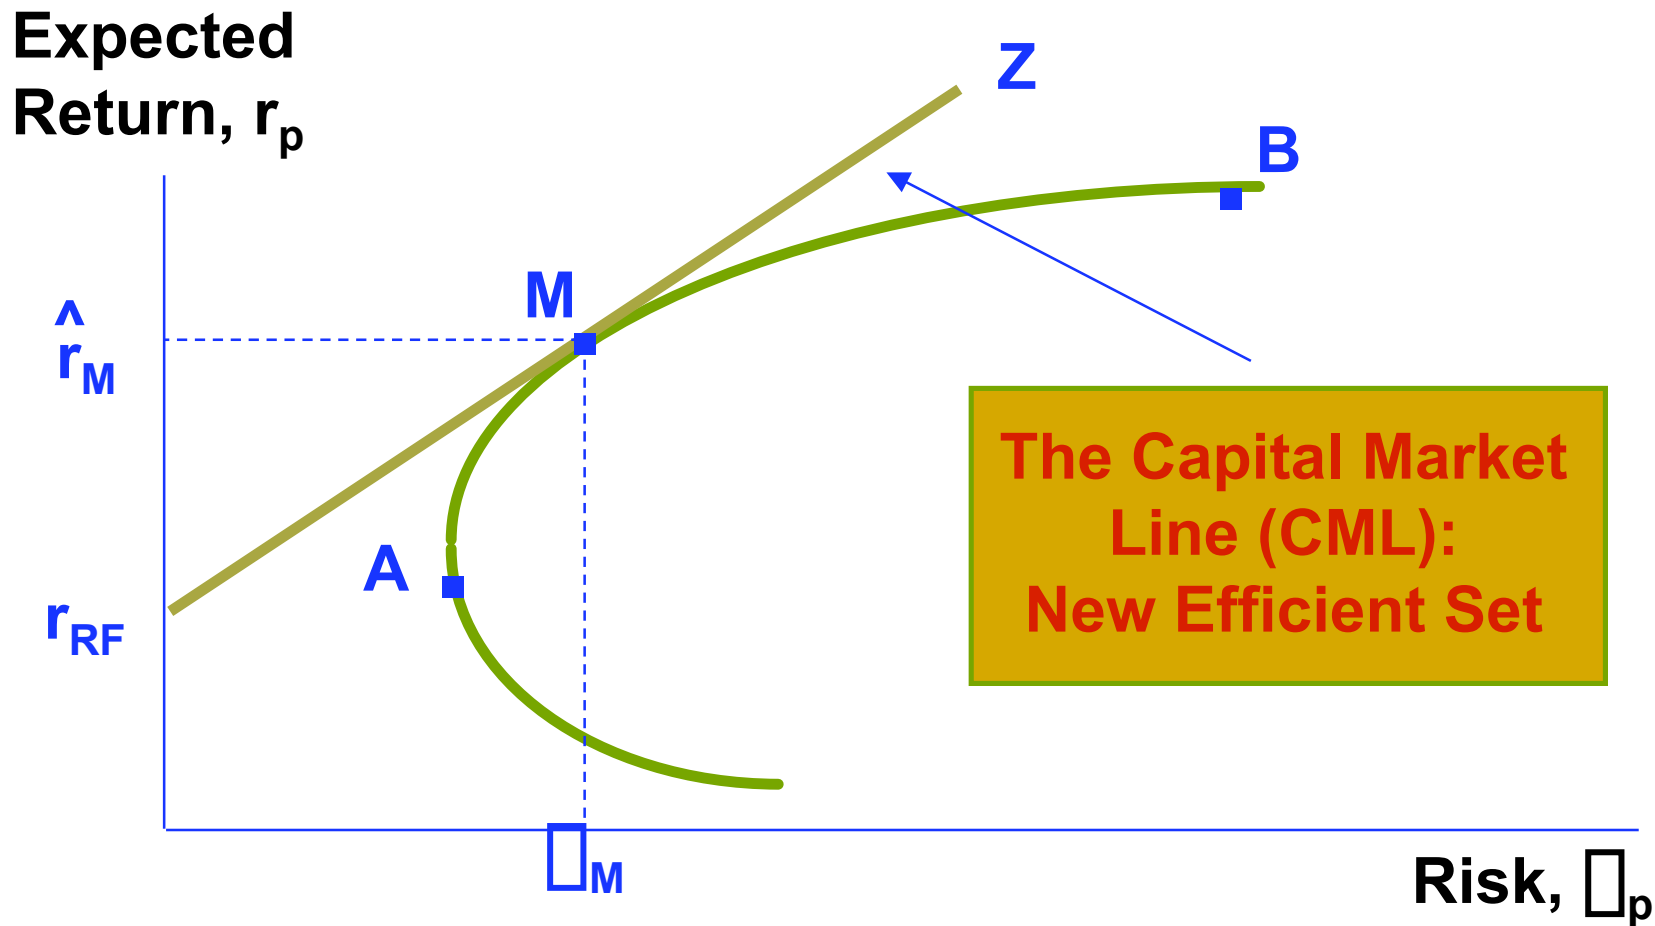 Expected
Return, rp
Z
B
M
^
rM
The Capital Market
Line (CML):
New Efficient Set
A
rRF
▯M
Risk, ▯p